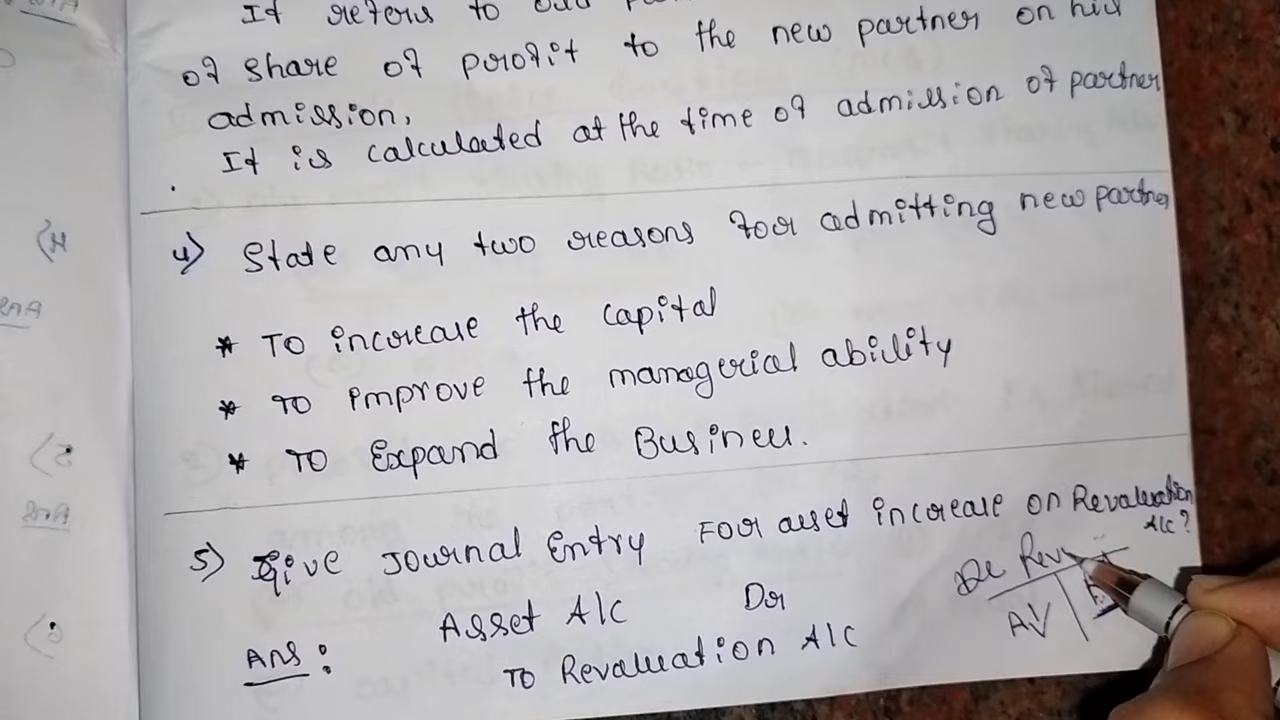 It refers to
of share of profit to the new partner on his
admission,
It is calculated at the time of admission of partner
4) State any two reasons for admitting new partner
* To increase the capital
* To improve the managerial ability
* To Expand the Business.
5) Give Journal Entry For asset increase on Revaluation A/c?
Ans: Asset A/c Dr
To Revaluation A/c